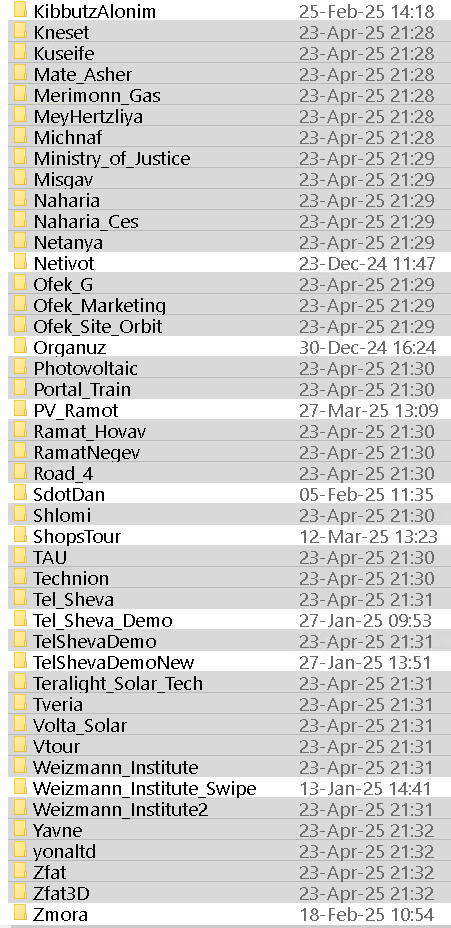 KibbutzAlonim 25-Feb-25 14:18
Kneset 23-Apr-25 21:28
Kuseife 23-Apr-25 21:28
Mate_Asher 23-Apr-25 21:28
Merimonn_Gas 23-Apr-25 21:28
MeyHertzliya 23-Apr-25 21:28
Michnaf 23-Apr-25 21:28
Ministry_of_Justice 23-Apr-25 21:29
Misgav 23-Apr-25 21:29
Naharia 23-Apr-25 21:29
Naharia_Ces 23-Apr-25 21:29
Netanya 23-Apr-25 21:29
Netivot 23-Dec-24 11:47
Ofek_G 23-Apr-25 21:29
Ofek_Marketing 23-Apr-25 21:29
Ofek_Site_Orbit 23-Apr-25 21:29
Organuz 30-Dec-24 16:24
Photovoltaic 23-Apr-25 21:30
Portal_Train 23-Apr-25 21:30
PV_Ramot 27-Mar-25 13:09
Ramat_Hovav 23-Apr-25 21:30
RamatNegev 23-Apr-25 21:30
Road_4 23-Apr-25 21:30
SdotDan 05-Feb-25 11:35
Shlomi 23-Apr-25 21:30
ShopsTour 12-Mar-25 13:23
TAU 23-Apr-25 21:30
Technion 23-Apr-25 21:30
Tel_Sheva 23-Apr-25 21:31
Tel_Sheva_Demo 27-Jan-25 09:53
TelShevaDemo 23-Apr-25 21:31
TelShevaDemoNew 27-Jan-25 13:51
Teralight_Solar_Tech 23-Apr-25 21:31
Tveria 23-Apr-25 21:31
Volta_Solar 23-Apr-25 21:31
Vtour 23-Apr-25 21:31
Weizmann_Institute 23-Apr-25 21:31
Weizmann_Institute_Swipe 13-Jan-25 14:41
Weizmann_Institute2 23-Apr-25 21:31
Yavne 23-Apr-25 21:32
yonaltd 23-Apr-25 21:32
Zfat 23-Apr-25 21:32
Zfat3D 23-Apr-25 21:32
Zmora 18-Feb-25 10:54